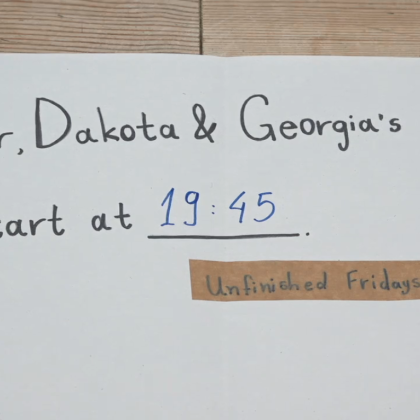 r, Dakota & Georgia's
tart at 19:45.
Unfinished Fridays